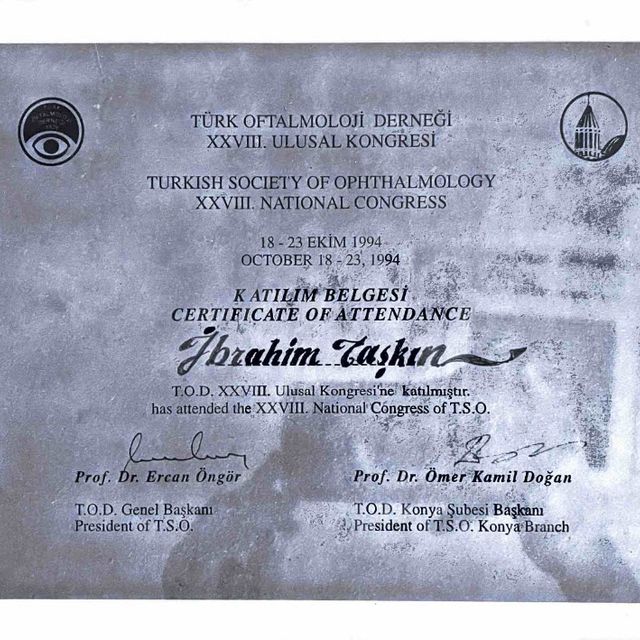 TÜRK OFTALMOLOJİ DERNEĞİ
XXVIII. ULUSAL KONGRESİ
TURKISH SOCIETY OF OPHTHALMOLOGY
XXVIII. NATIONAL CONGRESS
18 - 23 EKİM 1994
OCTOBER 18 - 23, 1994
KATILIM BELGESİ
CERTIFICATE OF ATTENDANCE
İbrahim Taşkın
T.O.D. XXVIII. Ulusal Kongresi'ne katılmıştır.
has attended the XXVIII. National Congress of T.S.O.
Prof. Dr. Ercan Öngör
T.O.D. Genel Başkanı
President of T.S.O.
Prof. Dr. Ömer Kamil Doğan
T.O.D. Konya Şubesi Başkanı
President of T.S.O. Konya Branch